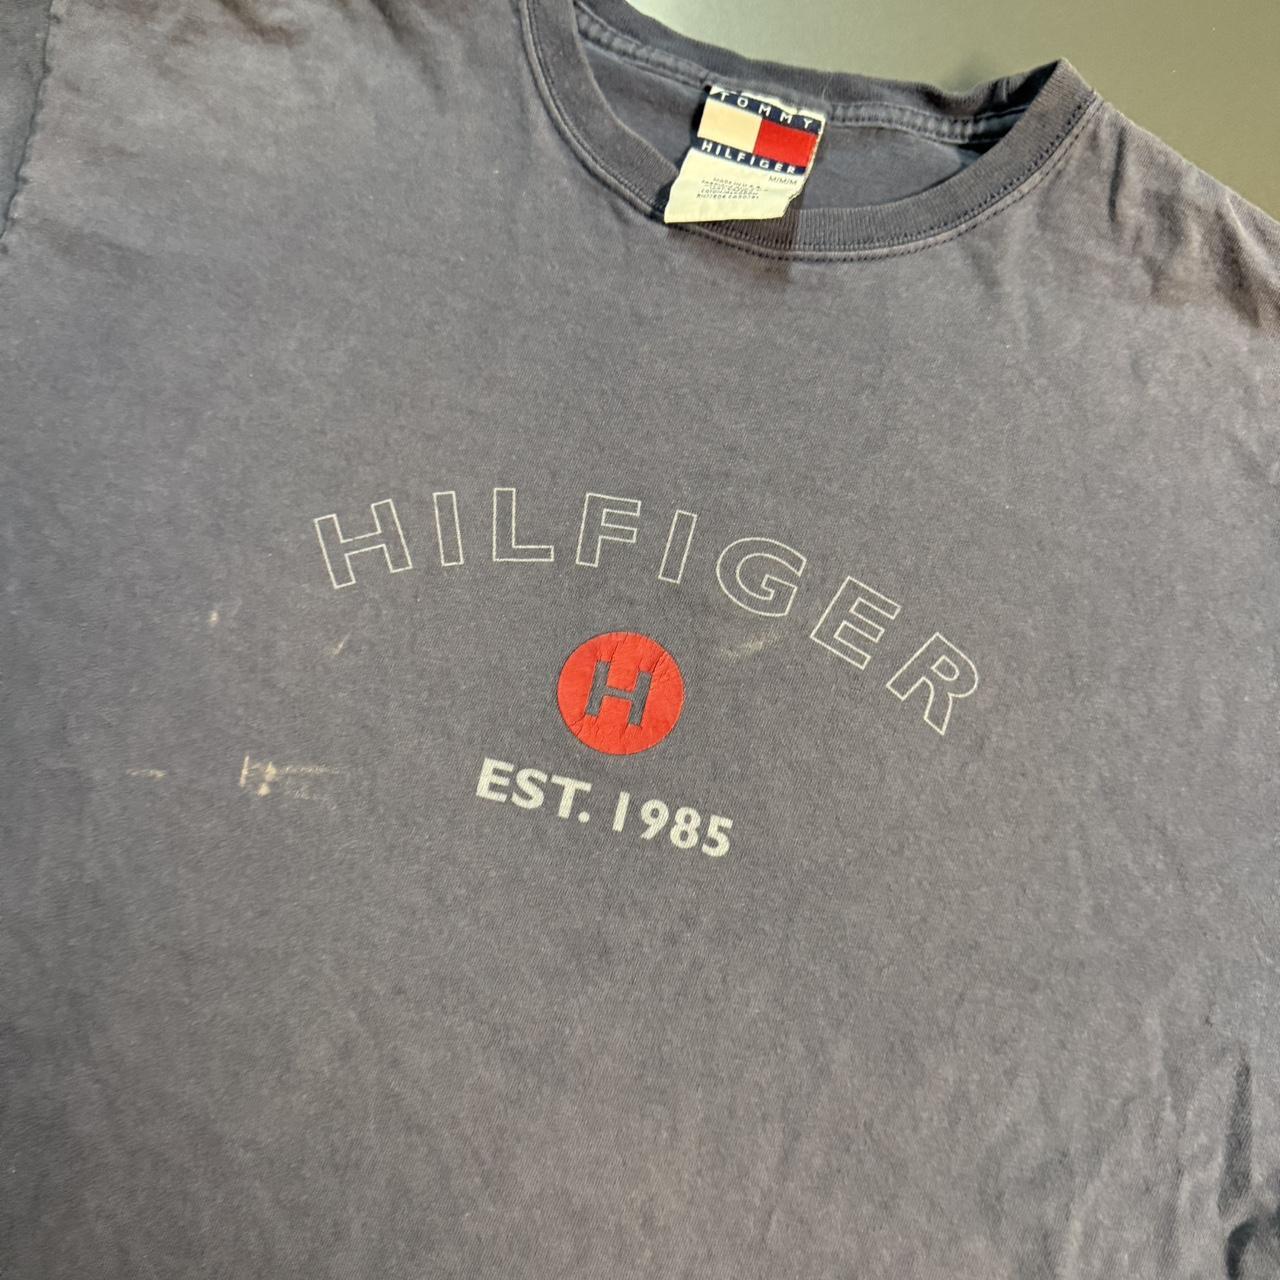 TOMMY
HILFIGER
M/M/M
HILFIGER
H
EST. 1985